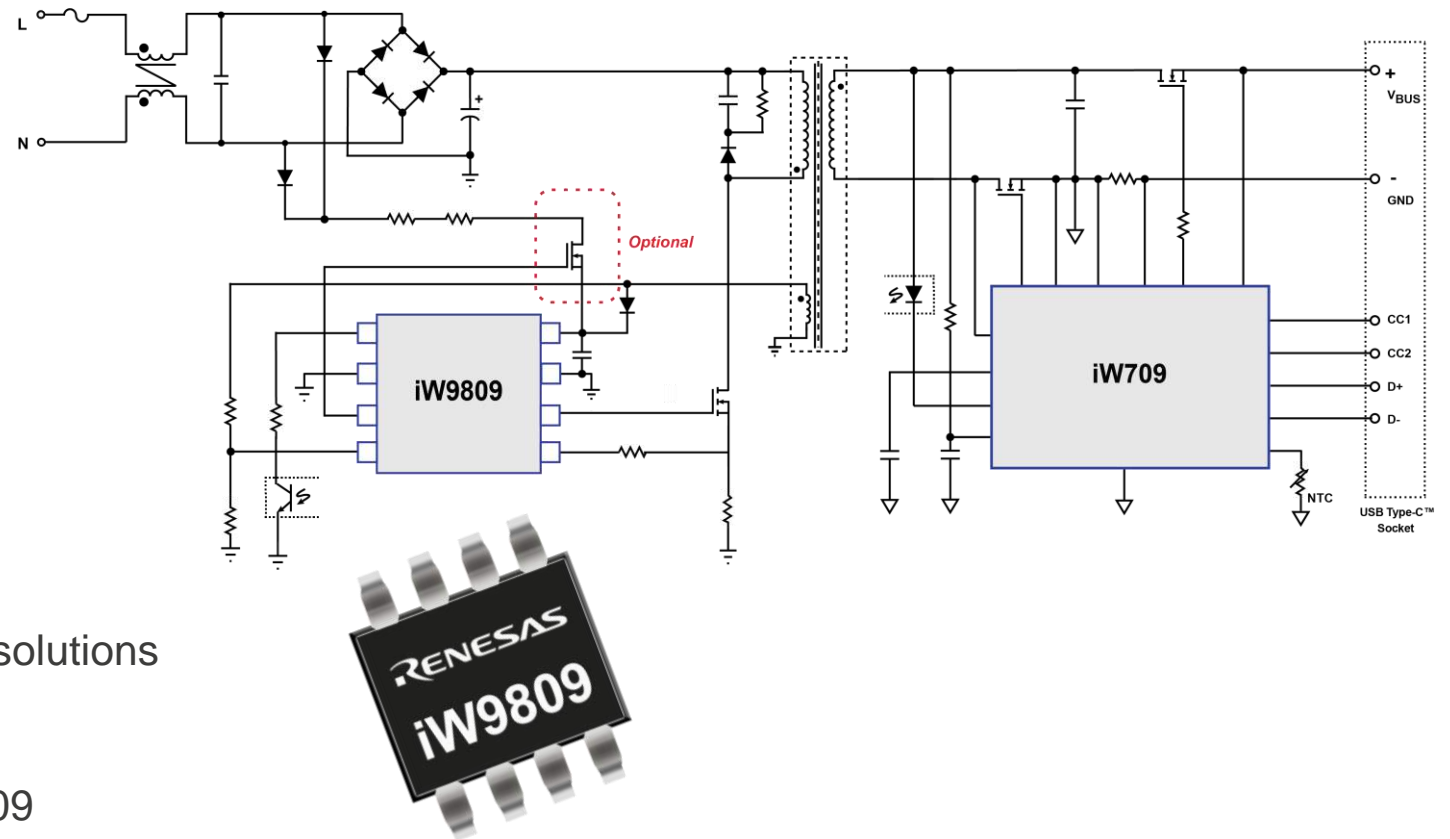 L
N
Optional
iW9809
iW709
+
VBUS
-
GND
CC1
CC2
D+
D-
NTC
USB Type-C™
Socket
RENESAS
iW9809
solutions
09